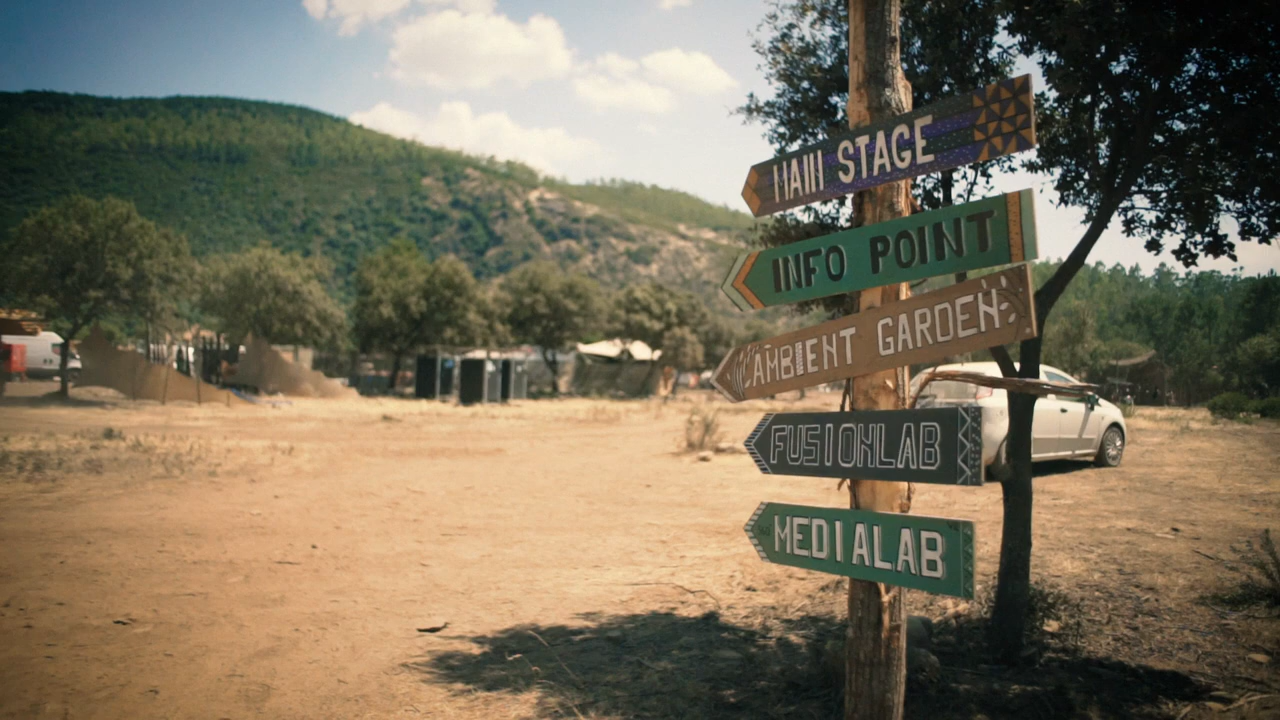 MAIN STAGE
INFO POINT
AMBIENT GARDEN
FUSIONLAB
MEDIALAB